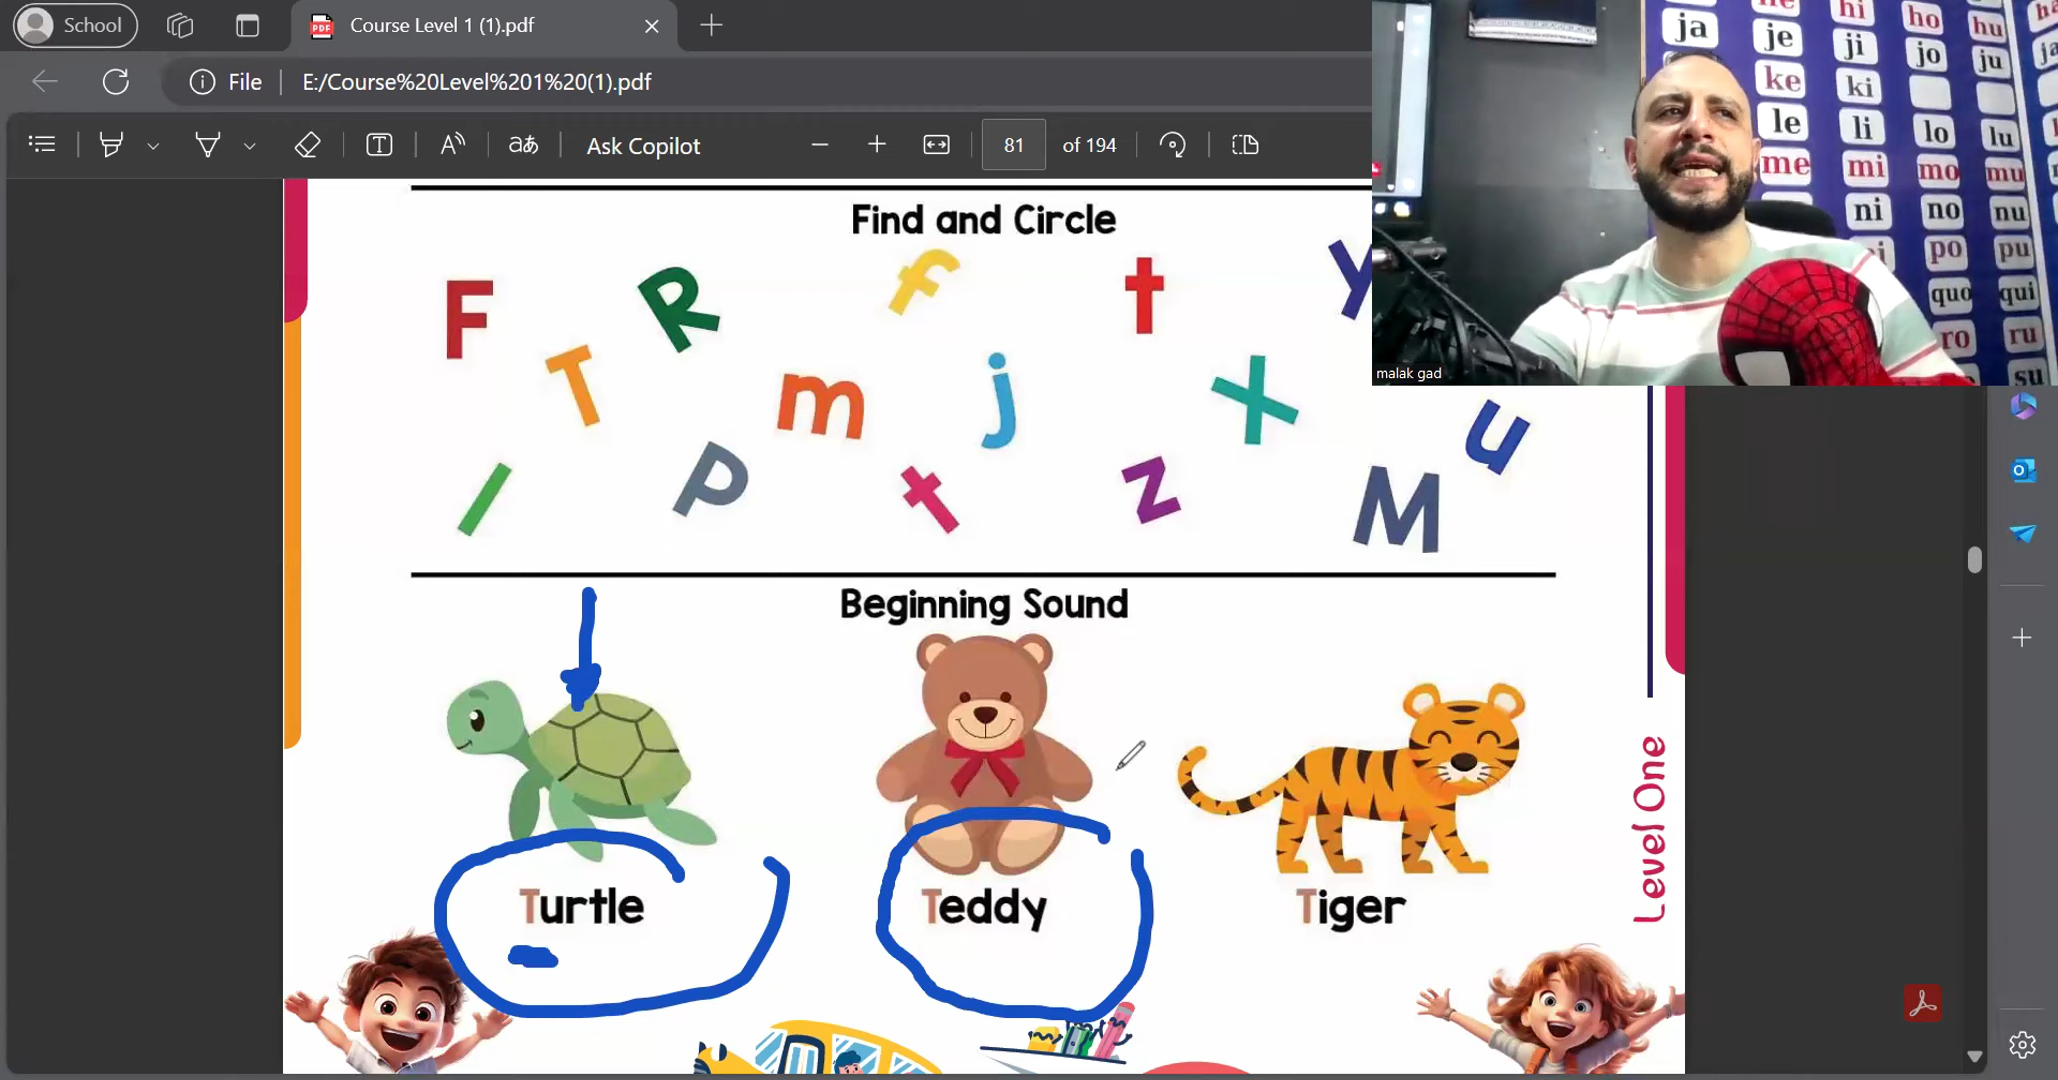 School
Course Level 1 (1).pdf
File
E:/Course%20Level%201%20(1).pdf
aあ
Ask Copilot
81 of 194
ja je ji jo ju
hi ho hu
ke ki
le li lo lu
me mi mo mu
ni no nu
po pu
quo qui
ro ru
su
malak gad
Find and Circle
F R f t y
T m j X u
l P t z M
Beginning Sound
Turtle Teddy Tiger
Level One